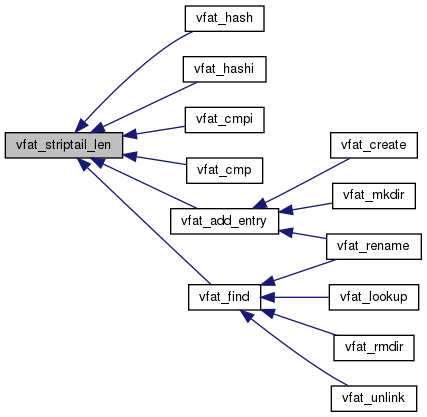 vfat_hash
vfat_hashi
vfat_cmpi
vfat_striptail_len
vfat_create
vfat_cmp
vfat_mkdir
vfat_add_entry
vfat_rename
vfat_find
vfat_lookup
vfat_rmdir
vfat_unlink